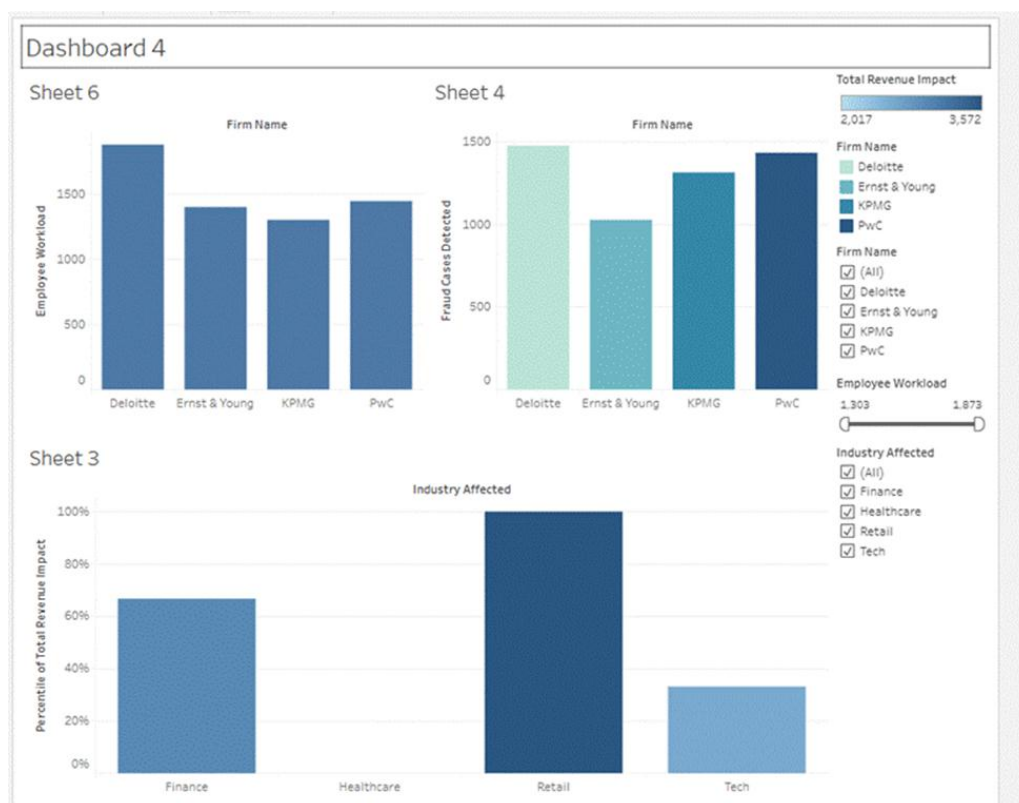 Dashboard 4
Sheet 6
Firm Name
Employee Workload
1500
1000
500
0
Deloitte Ernst & Young KPMG PwC
Sheet 4
Firm Name
Fraud Cases Detected
1500
1000
500
0
Deloitte Ernst & Young KPMG PwC
Total Revenue Impact
2,017 3,572
Firm Name
Deloitte
Ernst & Young
KPMG
PwC
Firm Name
(All)
Deloitte
Ernst & Young
KPMG
PwC
Employee Workload
1,303 1,873
Industry Affected
(All)
Finance
Healthcare
Retail
Tech
Sheet 3
Industry Affected
Percentile of Total Revenue Impact
100%
80%
60%
40%
20%
0%
Finance Healthcare Retail Tech